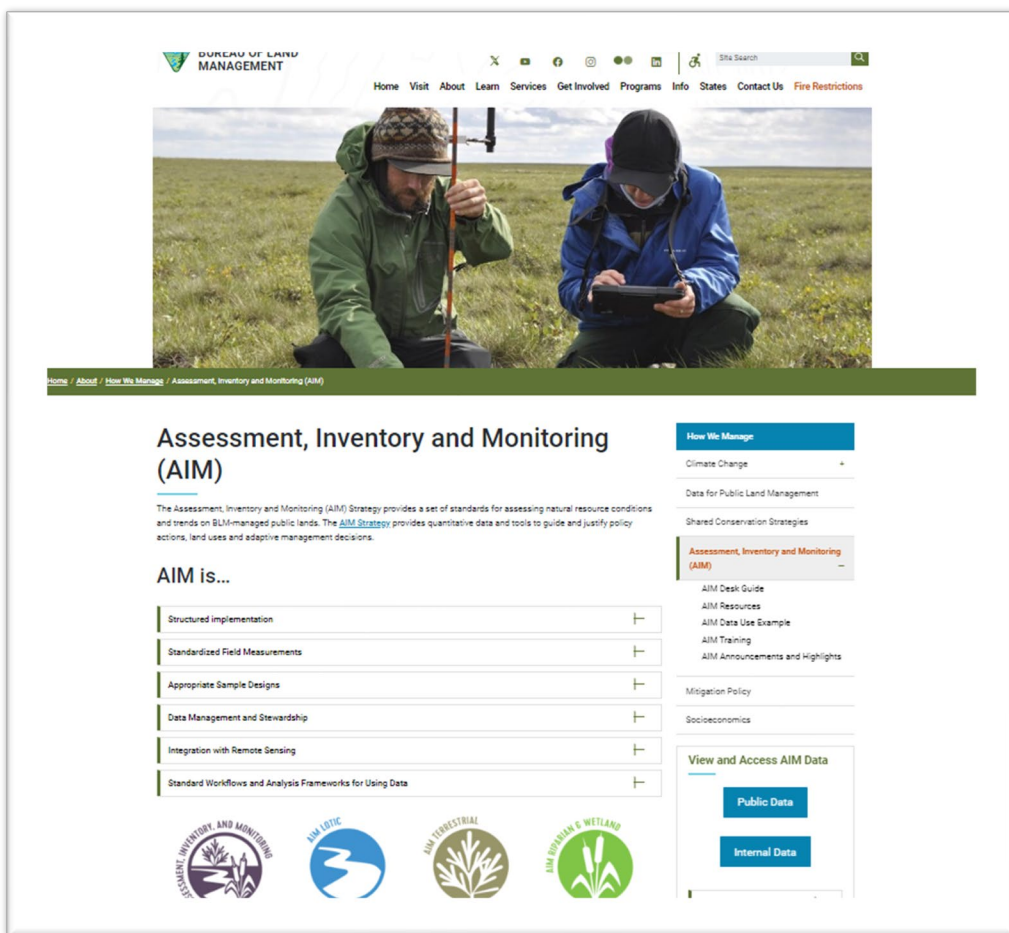 BUREAU OF LAND
MANAGEMENT
Site Search
Home Visit About Learn Services Get Involved Programs Info States Contact Us Fire Restrictions
Home / About / How We Manage / Assessment, Inventory and Monitoring (AIM)
Assessment, Inventory and Monitoring
(AIM)
The Assessment, Inventory and Monitoring (AIM) Strategy provides a set of standards for assessing natural resource conditions
and trends on BLM-managed public lands. The AIM Strategy provides quantitative data and tools to guide and justify policy
actions, land uses and adaptive management decisions.
AIM is...
Structured implementation
Standardized Field Measurements
Appropriate Sample Designs
Data Management and Stewardship
Integration with Remote Sensing
Standard Workflows and Analysis Frameworks for Using Data
ASSESSMENT, INVENTORY, AND MONITORING
AIM LOTIC
AIM TERRESTRIAL
AIM RIPARIAN & WETLAND
How We Manage
Climate Change +
Data for Public Land Management
Shared Conservation Strategies
Assessment, Inventory and Monitoring
(AIM) –
AIM Desk Guide
AIM Resources
AIM Data Use Example
AIM Training
AIM Announcements and Highlights
Mitigation Policy
Socioeconomics
View and Access AIM Data
Public Data
Internal Data